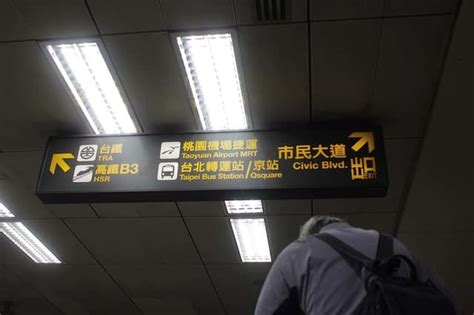 台鐵
TRA
高鐵B3
HSR
桃園機場捷運
Taoyuan Airport MRT
台北轉運站/京站
Taipei Bus Station / Qsquare
市民大道
Civic Blvd.
出
EXIT